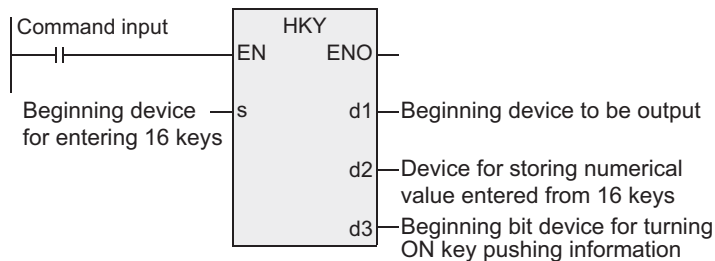 Command input
HKY
EN ENO
Beginning device s d1 Beginning device to be output
for entering 16 keys
d2 Device for storing numerical
value entered from 16 keys
d3 Beginning bit device for turning
ON key pushing information